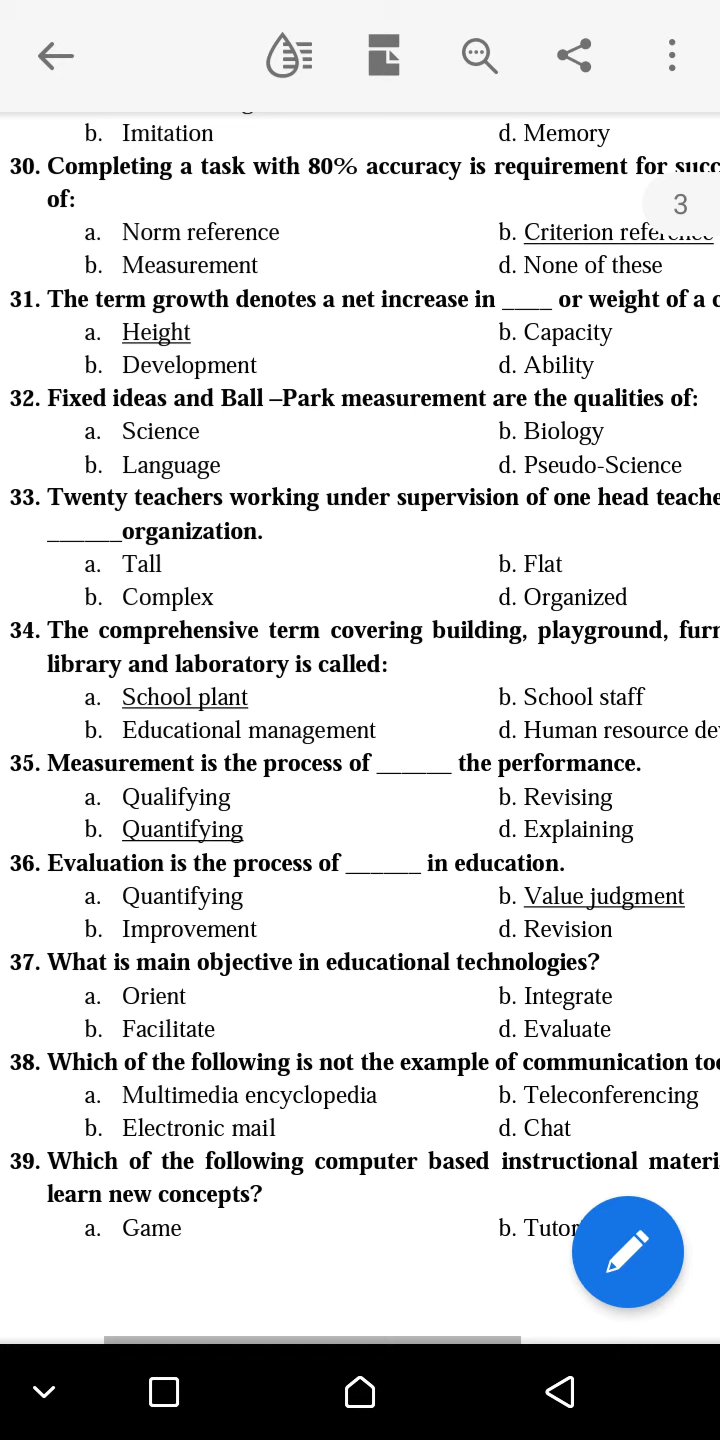 b. Imitation d. Memory
30. Completing a task with 80% accuracy is requirement for
of:
3
a. Norm reference b. Criterion reference
b. Measurement d. None of these
31. The term growth denotes a net increase in ____ or weight of a
a. Height b. Capacity
b. Development d. Ability
32. Fixed ideas and Ball –Park measurement are the qualities of:
a. Science b. Biology
b. Language d. Pseudo-Science
33. Twenty teachers working under supervision of one head
______organization.
a. Tall b. Flat
b. Complex d. Organized
34. The comprehensive term covering building, playground,
library and laboratory is called:
a. School plant b. School staff
b. Educational management d. Human resource
35. Measurement is the process of ______ the performance.
a. Qualifying b. Revising
b. Quantifying d. Explaining
36. Evaluation is the process of ______ in education.
a. Quantifying b. Value judgment
b. Improvement d. Revision
37. What is main objective in educational technologies?
a. Orient b. Integrate
b. Facilitate d. Evaluate
38. Which of the following is not the example of communication
a. Multimedia encyclopedia b. Teleconferencing
b. Electronic mail d. Chat
39. Which of the following computer based instructional
learn new concepts?
a. Game b.